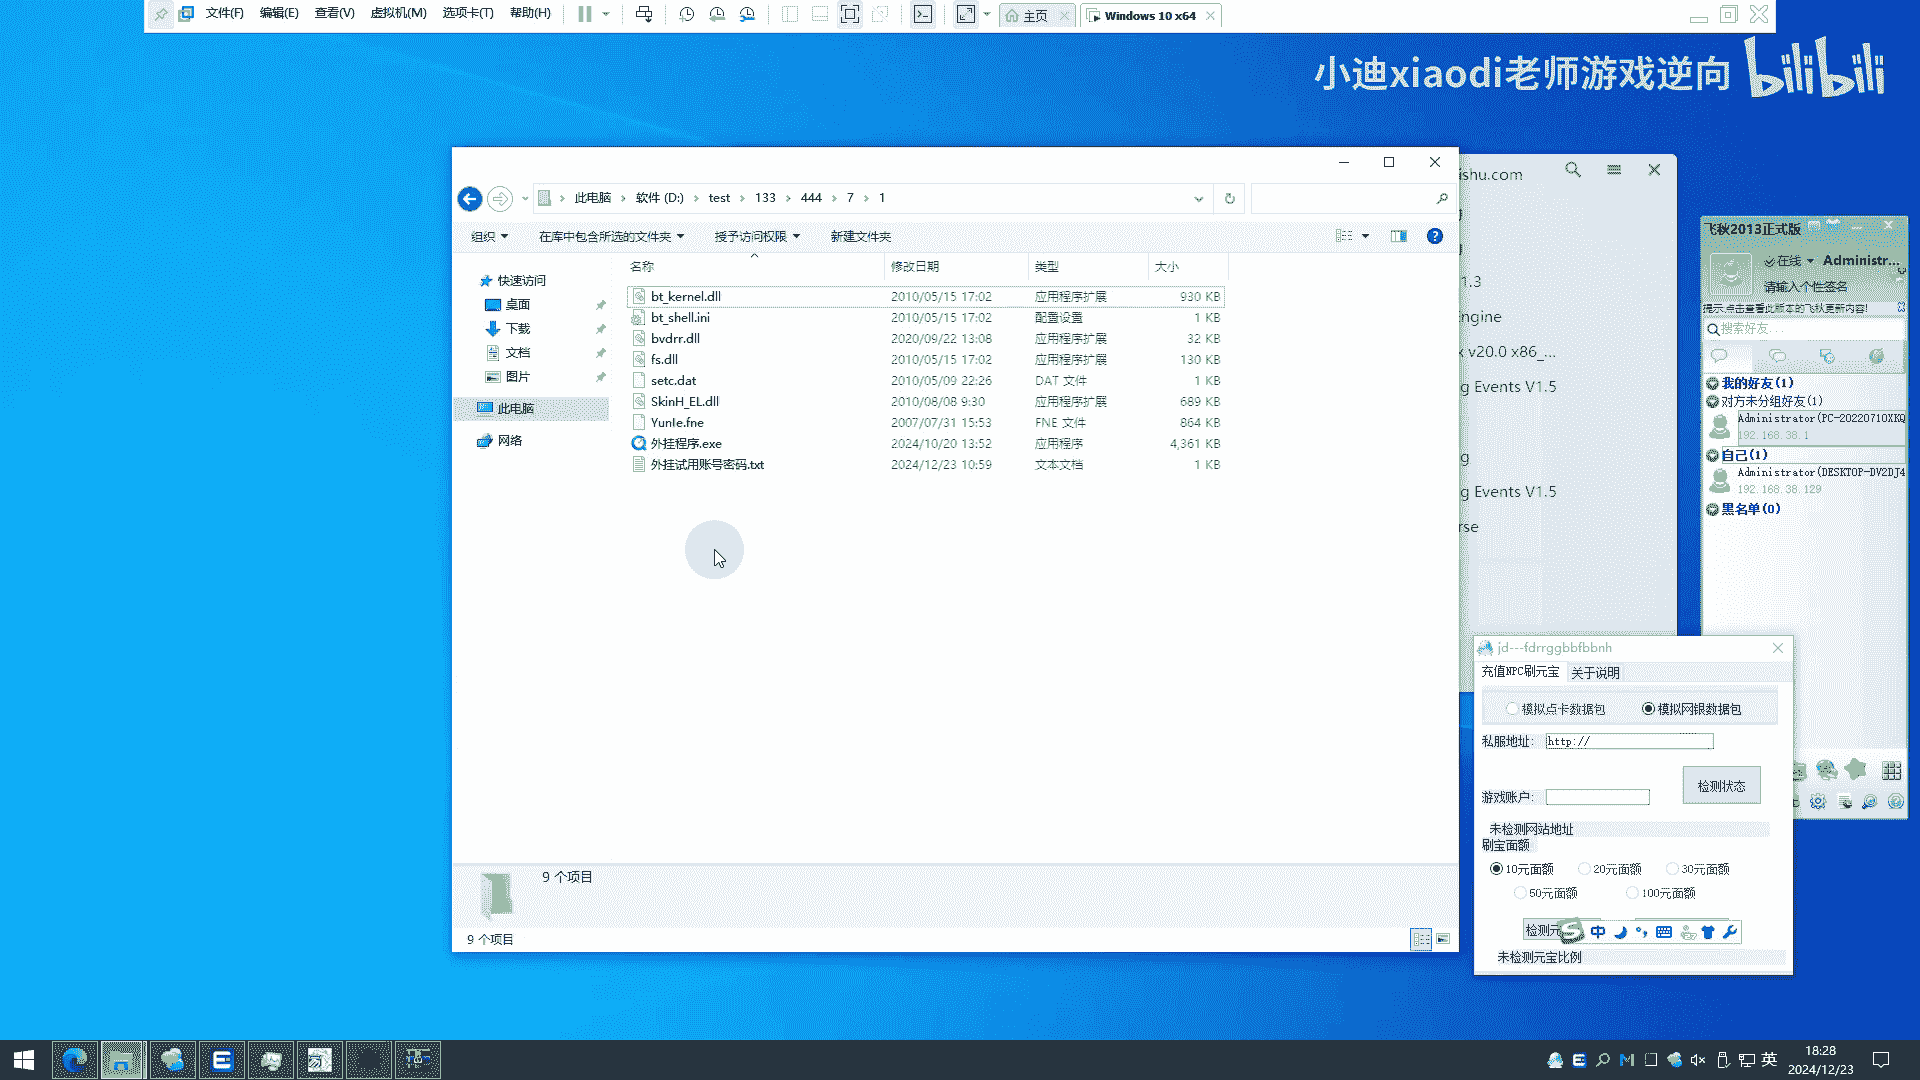 文件(F) 编辑(E) 查看(V) 虚拟机(M) 选项卡(T) 帮助(H) 主页 Windows 10 x64
小迪xiaodi老师游戏逆向 bilibili
此电脑 软件 (D:) test 133 444 7 1
组织 在库中包含所选的文件夹 授予访问权限 新建文件夹
名称 修改日期 类型 大小
快速访问
桌面
下载
文档
图片
此电脑
网络
bt_kernel.dll 2010/05/15 17:02 应用程序扩展 930 KB
bt_shell.ini 2010/05/15 17:02 配置设置 1 KB
bvdrr.dll 2020/09/22 13:08 应用程序扩展 32 KB
fs.dll 2010/05/15 17:02 应用程序扩展 130 KB
setc.dat 2010/05/09 22:26 DAT 文件 1 KB
SkinH_EL.dll 2010/08/08 9:30 应用程序扩展 689 KB
Yunle.fne 2007/07/31 15:53 FNE 文件 864 KB
外挂程序.exe 2024/10/20 13:52 应用程序 4,361 KB
外挂试用账号密码.txt 2024/12/23 10:59 文本文档 1 KB
9 个项目
9 个项目
ishu.com
1.3
ngine
x v20.0 x86_...
g Events V1.5
g
g Events V1.5
rse
飞秋2013正式版
在线 Administr...
请输入个性签名
提示:点击查看此版本的飞秋更新内容!
搜索好友...
我的好友(1)
对方未分组好友(1)
Administrator(PC-20220710XKQ
192.168.38.1
自己(1)
Administrator(DESKTOP-DV2DJ4
192.168.38.129
黑名单(0)
jd---fdrrggbbfbbnh
充值NPC刷元宝 关于说明
模拟点卡数据包 模拟网银数据包
私服地址: http://
检测状态
游戏账户:
未检测网站地址
刷宝面额
10元面额 20元面额 30元面额
50元面额 100元面额
检测元
中
未检测元宝比例
英
18:28
2024/12/23